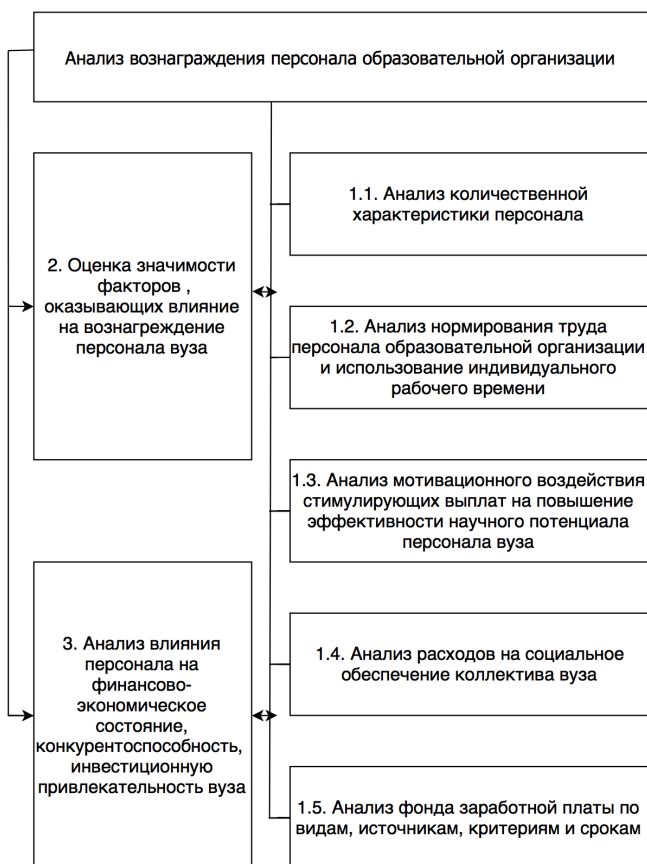 Анализ вознаграждения персонала образовательной организации
1.1. Анализ количественной
характеристики персонала
2. Оценка значимости
факторов ,
оказывающих влияние
на вознагреждение
персонала вуза
1.2. Анализ нормирования труда
персонала образовательной организации
и использование индивидуального
рабочего времени
1.3. Анализ мотивационного воздействия
стимулирующих выплат на повышение
эффективности научного потенциала
персонала вуза
3. Анализ влияния
персонала на
финансово-
экономическое
состояние,
конкурентоспособность,
инвестиционную
привлекательность вуза
1.4. Анализ расходов на социальное
обеспечение коллектива вуза
1.5. Анализ фонда заработной платы по
видам, источникам, критериям и срокам